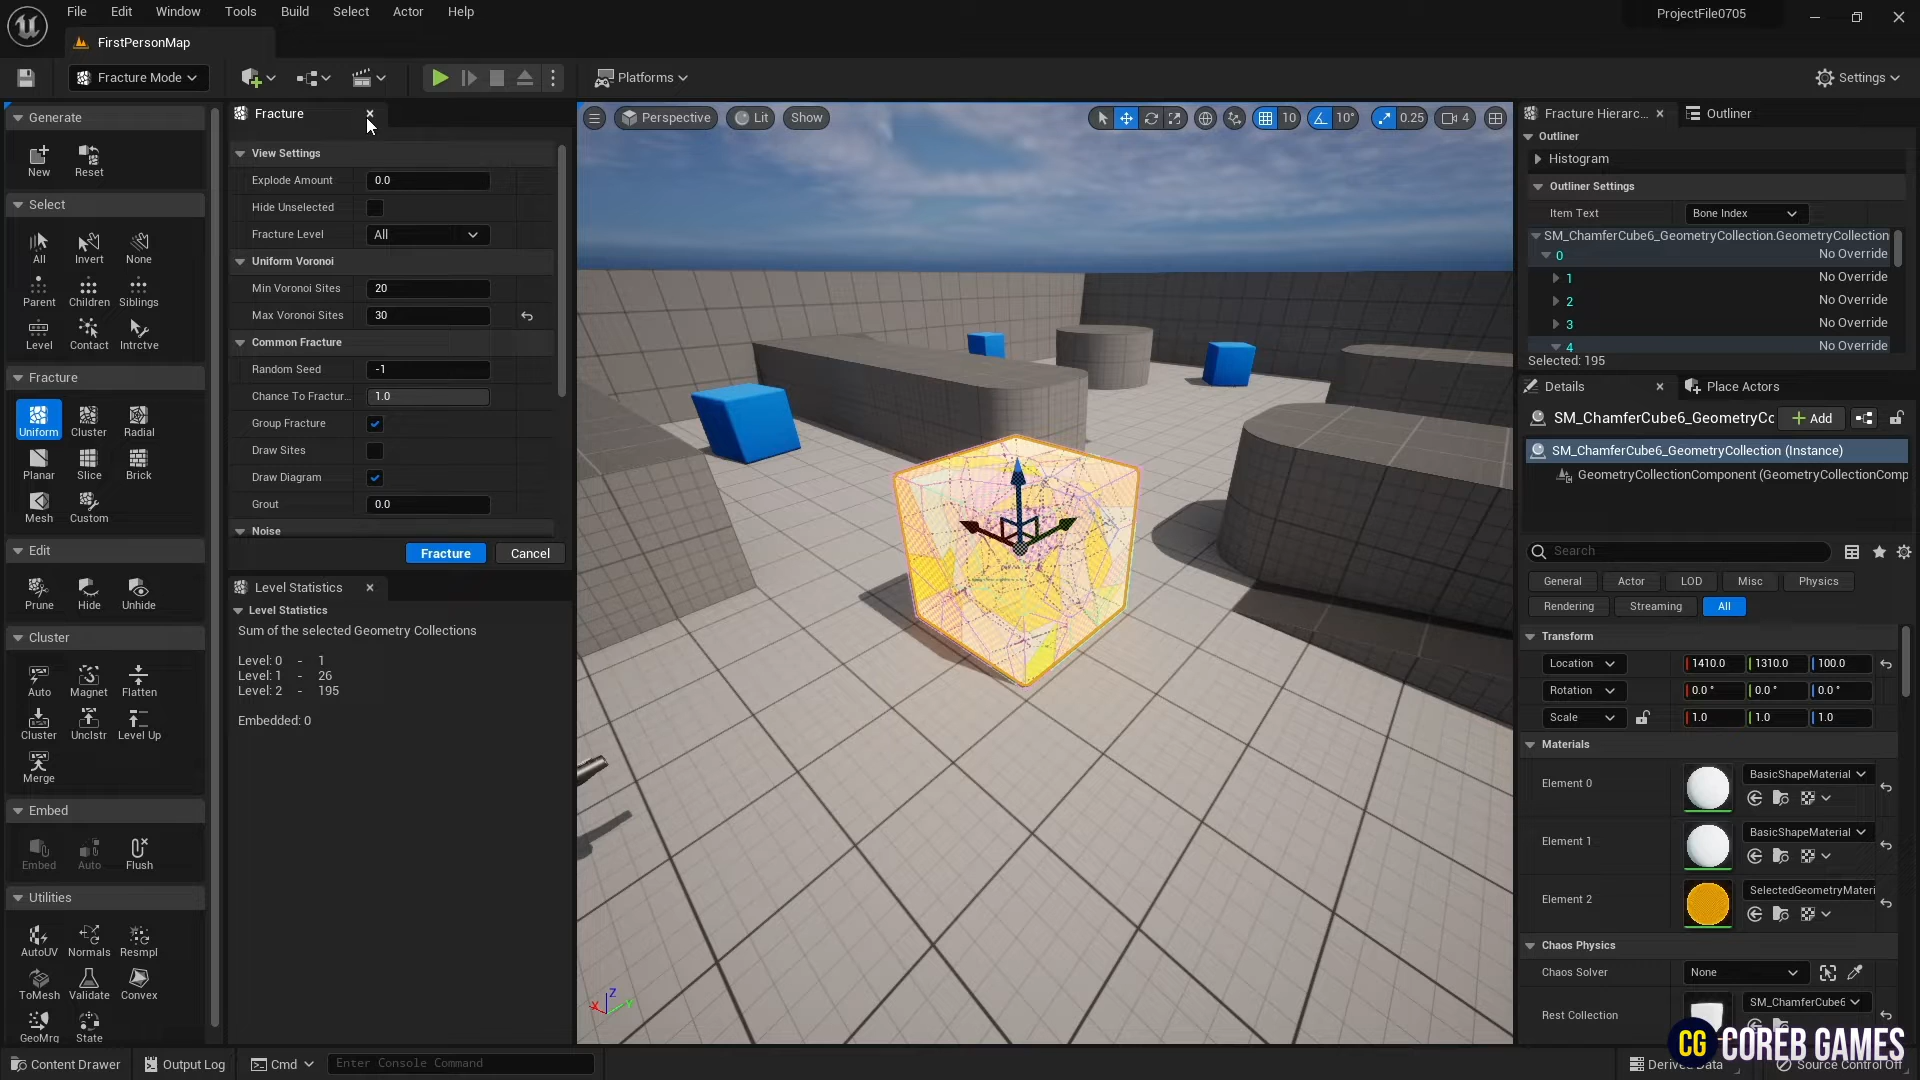 File Edit Window Tools Build Select Actor Help
ProjectFile0705
FirstPersonMap
Fracture Mode
Platforms
Settings
Generate
New Reset
Select
All Invert None
Parent Children Siblings
Level Contact Intrctve
Fracture
Uniform Cluster Radial
Planar Slice Brick
Mesh Custom
Edit
Prune Hide Unhide
Cluster
Auto Magnet Flatten
Cluster Unclstr Level Up
Merge
Embed
Embed Auto Flush
Utilities
AutoUV Normals Resmpl
ToMesh Validate Convex
GeoMrg State
Fracture
View Settings
Explode Amount 0.0
Hide Unselected
Fracture Level All
Uniform Voronoi
Min Voronoi Sites 20
Max Voronoi Sites 30
Common Fracture
Random Seed -1
Chance To Fractur... 1.0
Group Fracture
Draw Sites
Draw Diagram
Grout 0.0
Noise
Fracture Cancel
Level Statistics
Level Statistics
Sum of the selected Geometry Collections
Level: 0 - 1
Level: 1 - 26
Level: 2 - 195
Embedded: 0
Perspective Lit Show
10 10° 0.25 4
Z
X Y
Fracture Hierarc... Outliner
Outliner
Histogram
Outliner Settings
Item Text Bone Index
SM_ChamferCube6_GeometryCollection.GeometryCollection
0 No Override
1 No Override
2 No Override
3 No Override
4 No Override
Selected: 195
Details Place Actors
SM_ChamferCube6_GeometryCc Add
SM_ChamferCube6_GeometryCollection (Instance)
GeometryCollectionComponent (GeometryCollectionComp
Search
General Actor LOD Misc Physics
Rendering Streaming All
Transform
Location 1410.0 1310.0 100.0
Rotation 0.0 ° 0.0 ° 0.0 °
Scale 1.0 1.0 1.0
Materials
Element 0 BasicShapeMaterial
Element 1 BasicShapeMaterial
Element 2 SelectedGeometryMateri
Chaos Physics
Chaos Solver None
Rest Collection SM_ChamferCube6
CG COREB GAMES
Content Drawer Output Log Cmd Enter Console Command
Derived Data Source Control Off